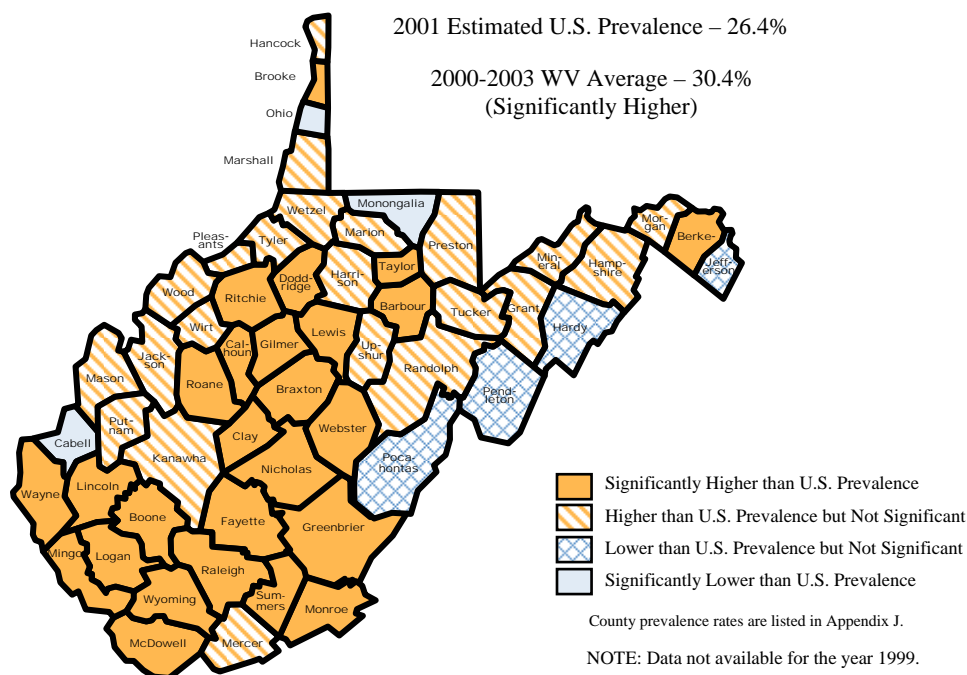 2001 Estimated U.S. Prevalence – 26.4%
2000-2003 WV Average – 30.4%
(Significantly Higher)
Hancock
Brooke
Ohio
Marshall
Wetzel
Monongalia
Marion
Preston
Pleas-
ants
Tyler
Mor-
gan
Berke-
Jeff-
erson
Min-
eral
Hamp-
shire
Wood
Ritchie
Dodd-
ridge
Harri-
son
Taylor
Barbour
Tucker
Grant
Hardy
Wirt
Jack-
son
Cal-
houn
Gilmer
Lewis
Up-
shur
Randolph
Pend-
leton
Mason
Roane
Braxton
Put-
nam
Clay
Webster
Cabell
Kanawha
Nicholas
Poca-
hontas
Wayne
Lincoln
Boone
Fayette
Greenbrier
Mingo
Logan
Raleigh
Wyoming
Sum-
mers
Monroe
McDowell
Mercer
Significantly Higher than U.S. Prevalence
Higher than U.S. Prevalence but Not Significant
Lower than U.S. Prevalence but Not Significant
Significantly Lower than U.S. Prevalence
County prevalence rates are listed in Appendix J.
NOTE: Data not available for the year 1999.